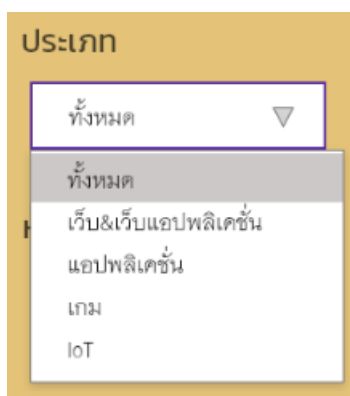 ประเภท
ทั้งหมด
ทั้งหมด
เว็บ&เว็บแอปพลิเคชั่น
แอปพลิเคชั่น
เกม
IoT